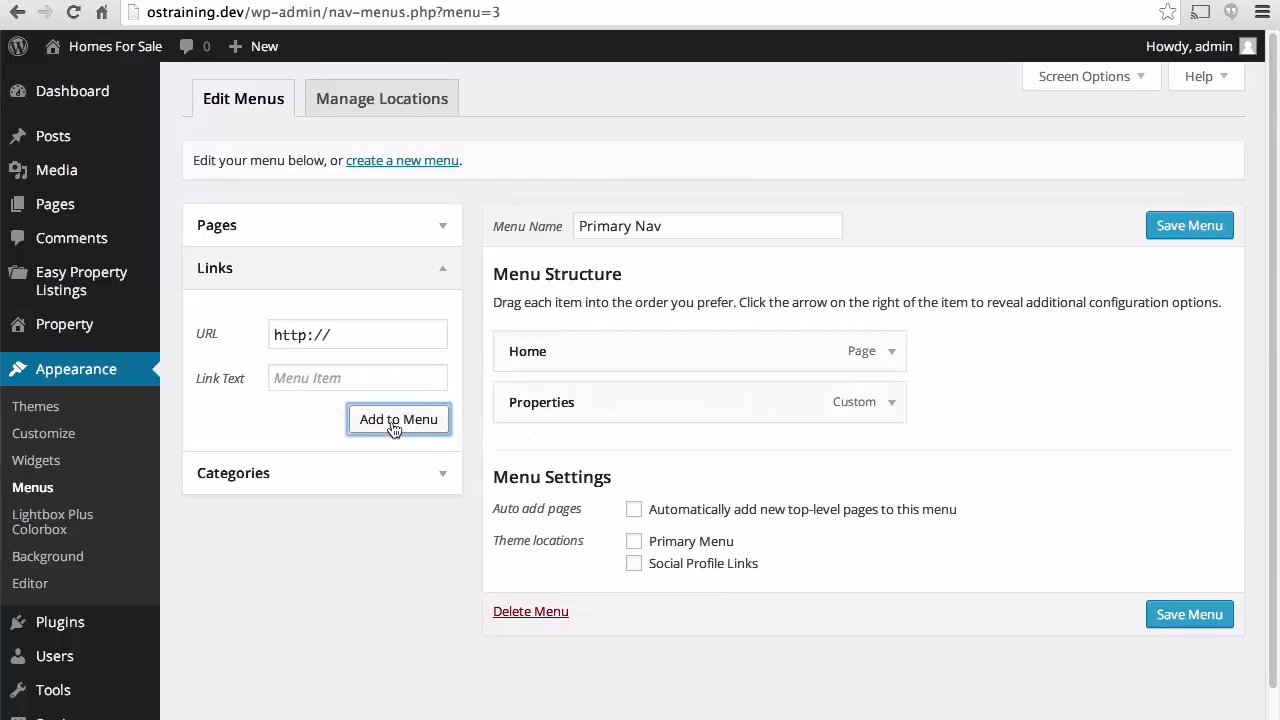 ostraining.dev/wp-admin/nav-menus.php?menu=3
Homes For Sale
0
New
Howdy, admin
Dashboard
Posts
Media
Pages
Comments
Easy Property
Listings
Property
Appearance
Themes
Customize
Widgets
Menus
Lightbox Plus
Colorbox
Background
Editor
Plugins
Users
Tools
Screen Options
Help
Edit Menus
Manage Locations
Edit your menu below, or create a new menu.
Pages
Links
URL
http://
Link Text
Menu Item
Add to Menu
Categories
Menu Name
Primary Nav
Save Menu
Menu Structure
Drag each item into the order you prefer. Click the arrow on the right of the item to reveal additional configuration options.
Home
Page
Properties
Custom
Menu Settings
Auto add pages
Automatically add new top-level pages to this menu
Theme locations
Primary Menu
Social Profile Links
Delete Menu
Save Menu